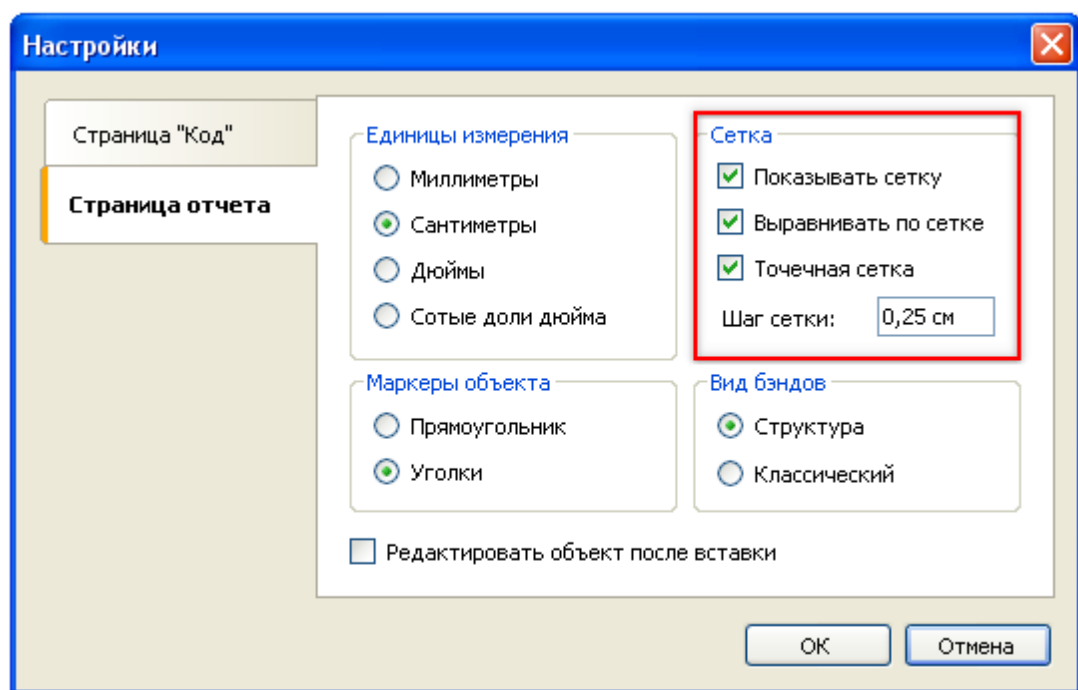 Настройки
Страница "Код"
Страница отчета
Единицы измерения
Миллиметры
Сантиметры
Дюймы
Сотые доли дюйма
Сетка
Показывать сетку
Выравнивать по сетке
Точечная сетка
Шаг сетки: 0,25 см
Маркеры объекта
Прямоугольник
Уголки
Вид бэндов
Структура
Классический
Редактировать объект после вставки
ОК
Отмена